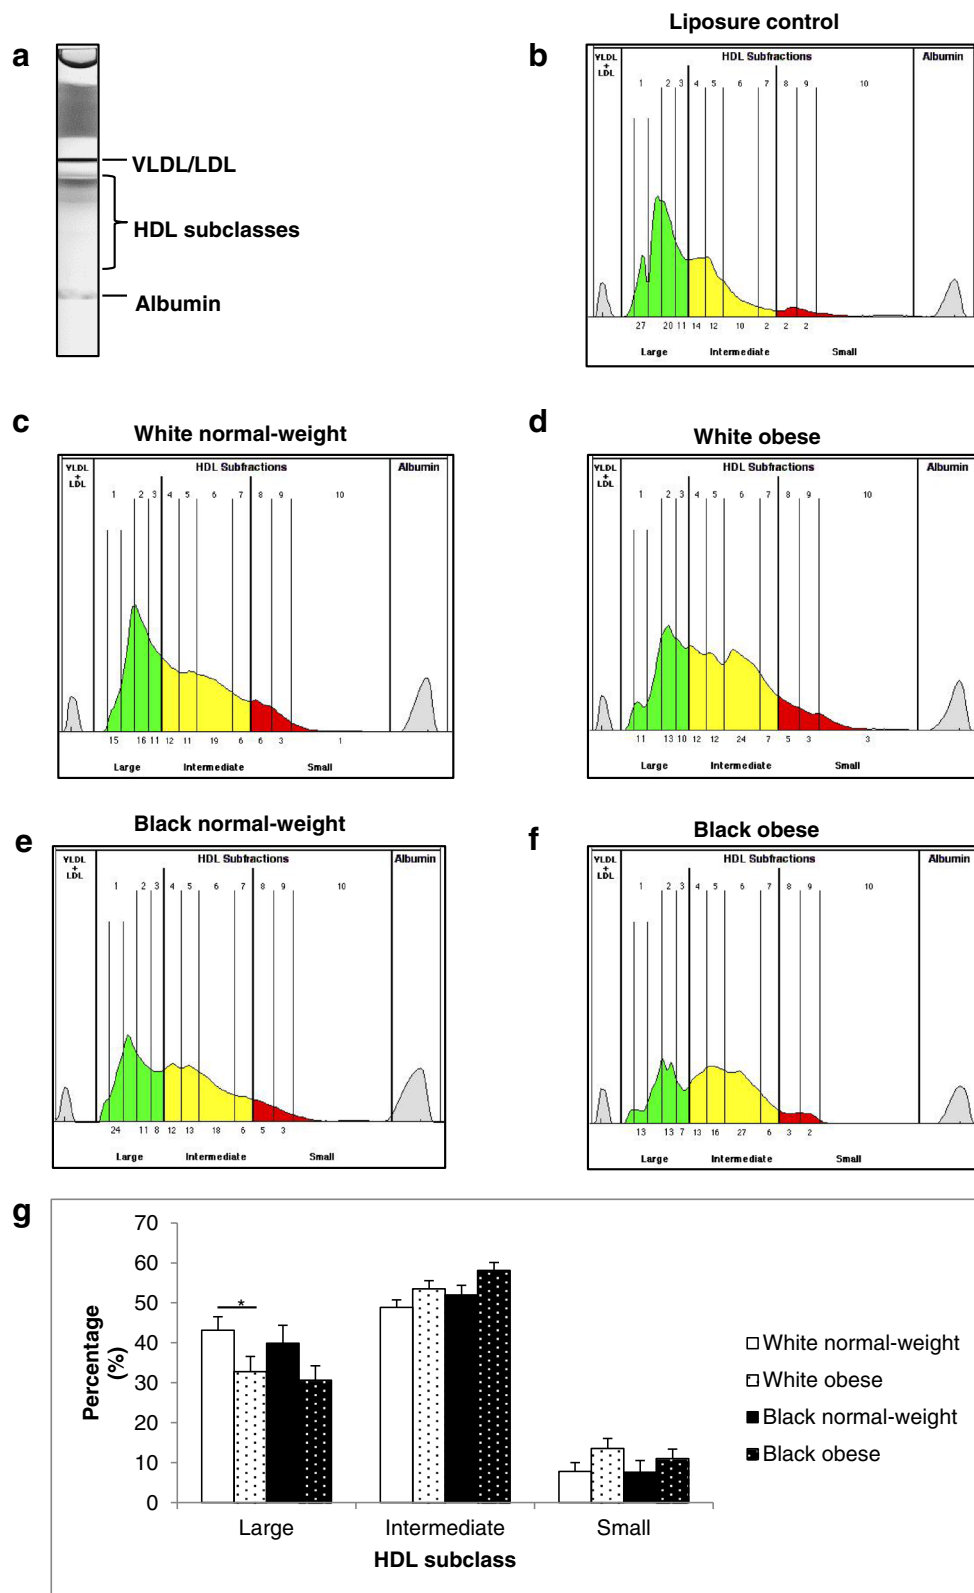 a
VLDL/LDL
HDL subclasses
Albumin
b
Liposure control
VLDL + LDL
HDL Subfractions
Albumin
1 2 3 4 5 6 7 8 9 10
27 20 11 14 12 10 2 2 2
Large Intermediate Small
c
White normal-weight
VLDL + LDL
HDL Subfractions
Albumin
1 2 3 4 5 6 7 8 9 10
15 16 11 12 11 19 6 6 3 1
Large Intermediate Small
d
White obese
VLDL + LDL
HDL Subfractions
Albumin
1 2 3 4 5 6 7 8 9 10
11 13 10 12 12 24 7 5 3 3
Large Intermediate Small
e
Black normal-weight
VLDL + LDL
HDL Subfractions
Albumin
1 2 3 4 5 6 7 8 9 10
24 11 8 12 13 18 6 5 3
Large Intermediate Small
f
Black obese
VLDL + LDL
HDL Subfractions
Albumin
1 2 3 4 5 6 7 8 9 10
13 13 7 13 16 27 6 3 2
Large Intermediate Small
g
Percentage
(%)
70
60
50
40
30
20
10
0
*
Large Intermediate Small
HDL subclass
White normal-weight
White obese
Black normal-weight
Black obese